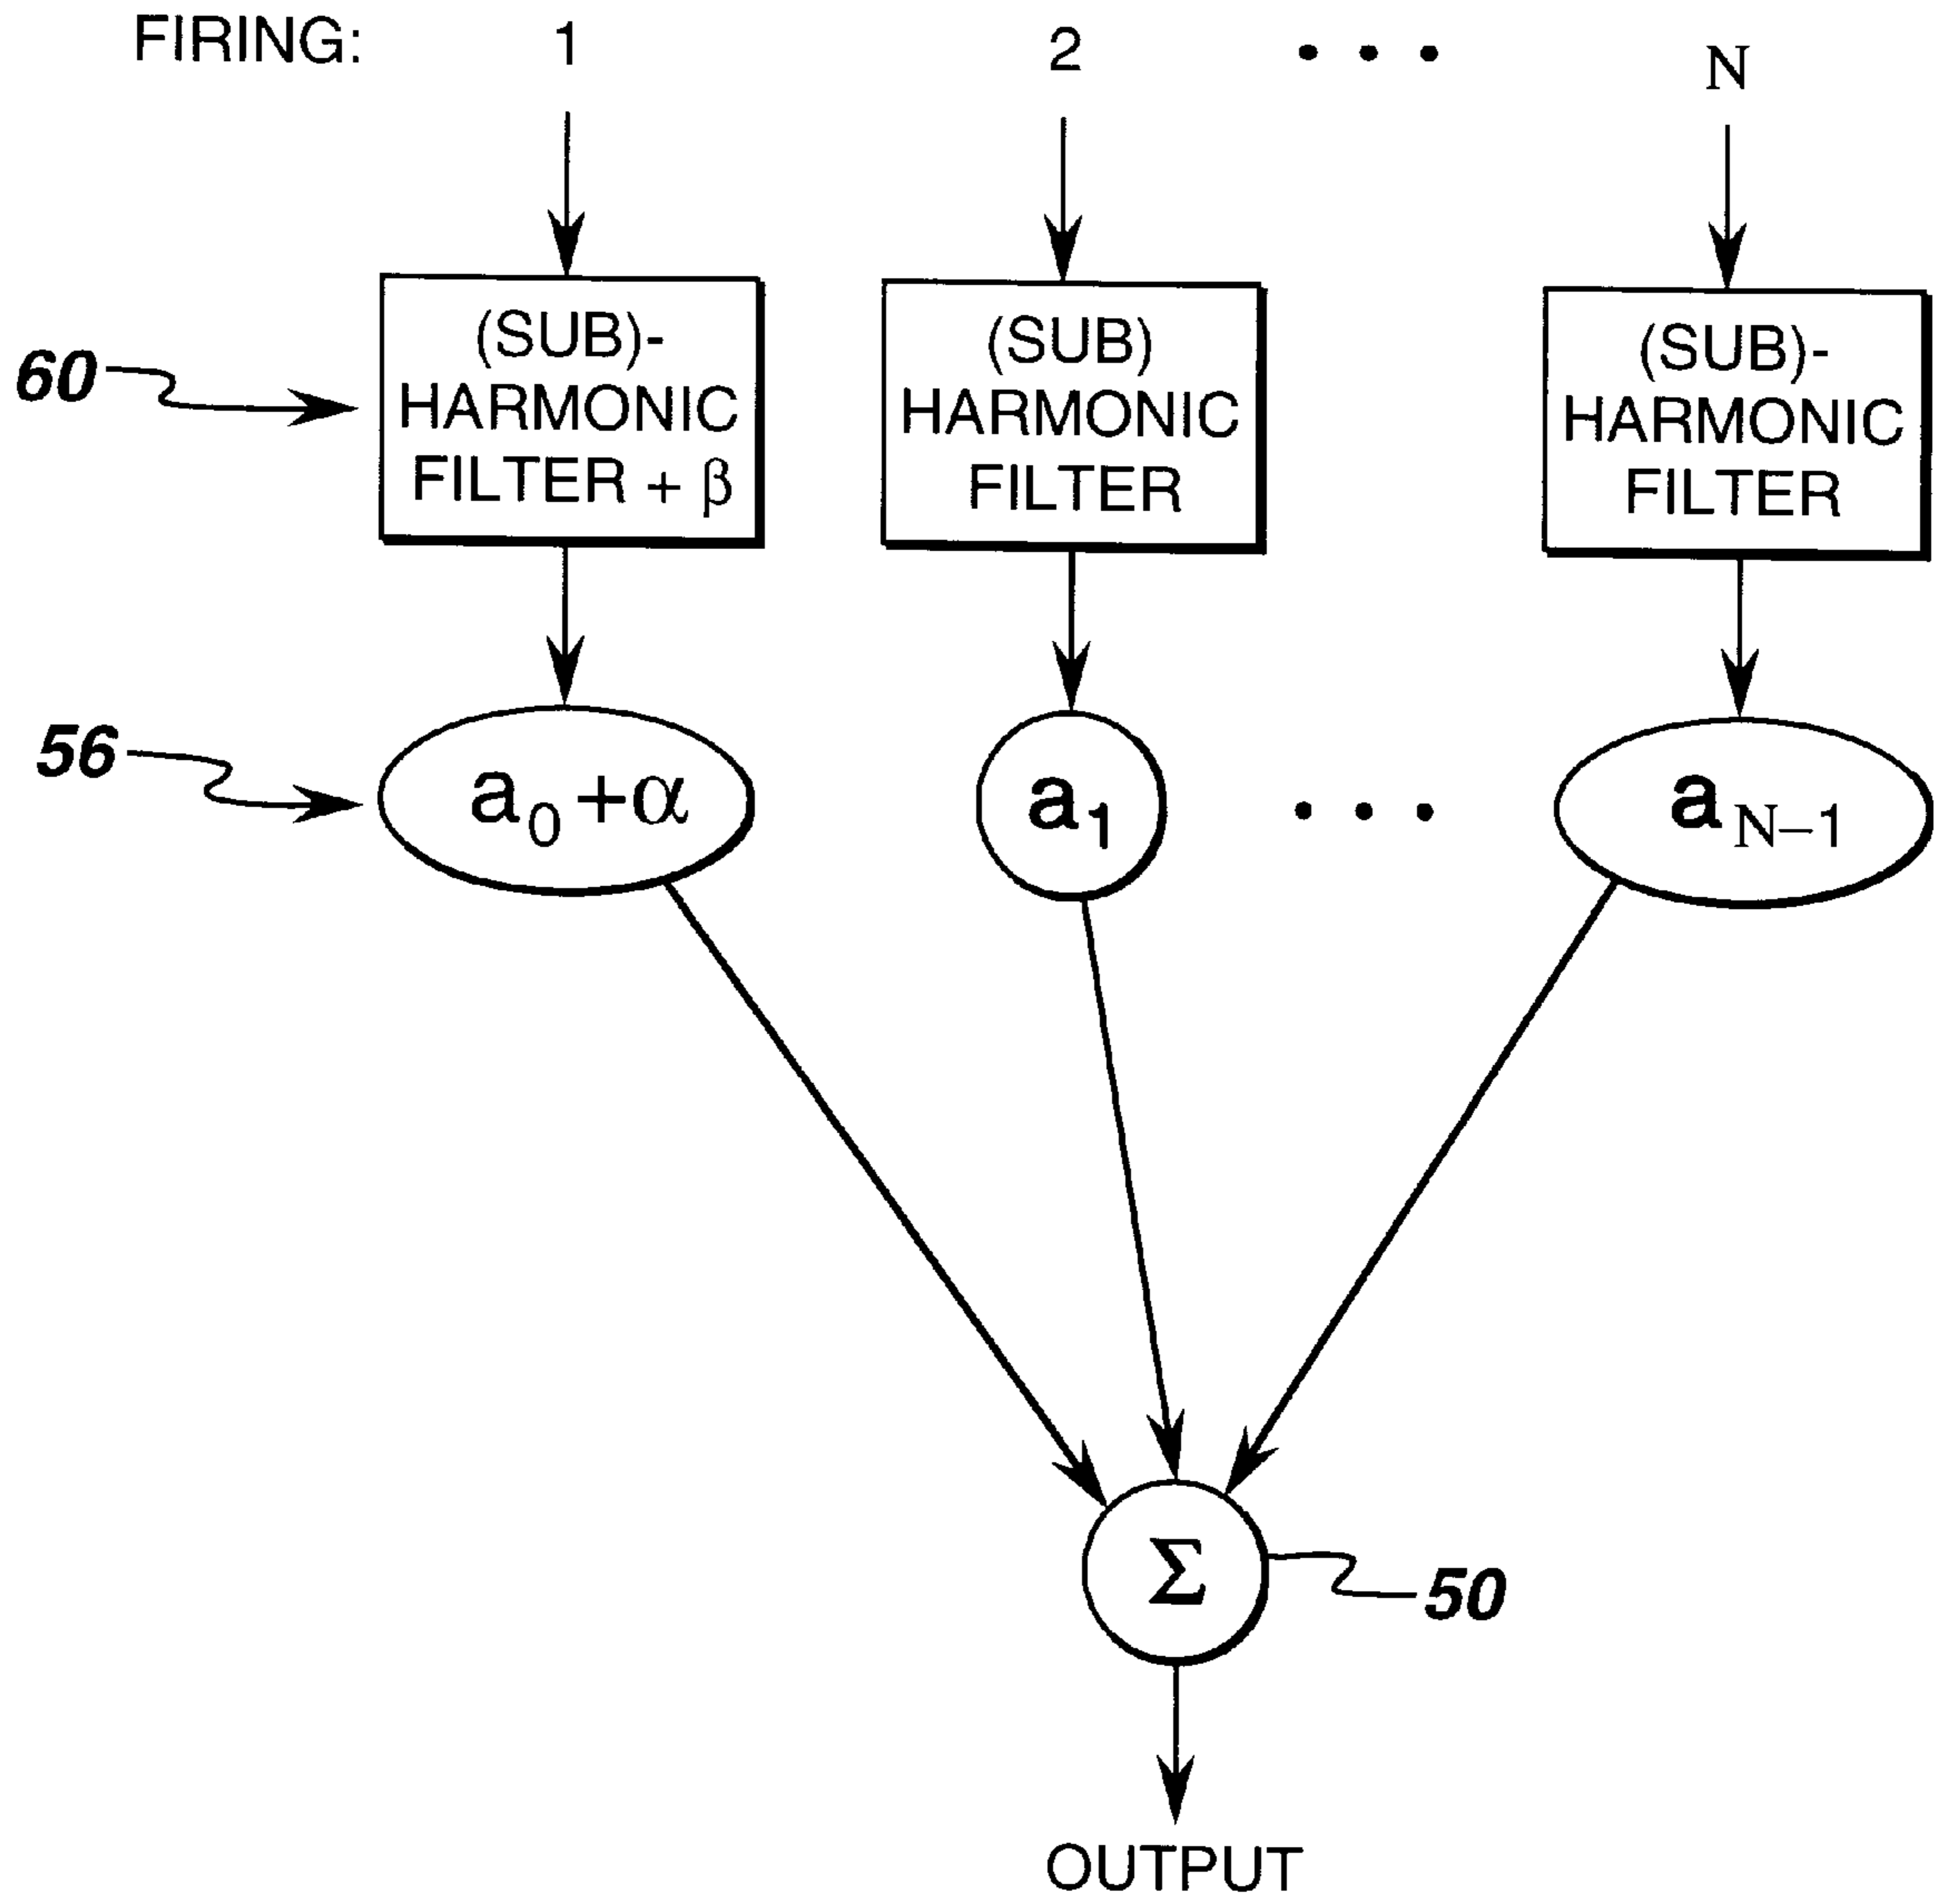 FIRING: 1 2 • • • N
60
(SUB)-
HARMONIC
FILTER + β
(SUB)
HARMONIC
FILTER
(SUB)-
HARMONIC
FILTER
56
a0+α
a1
• • •
aN–1
Σ
50
OUTPUT